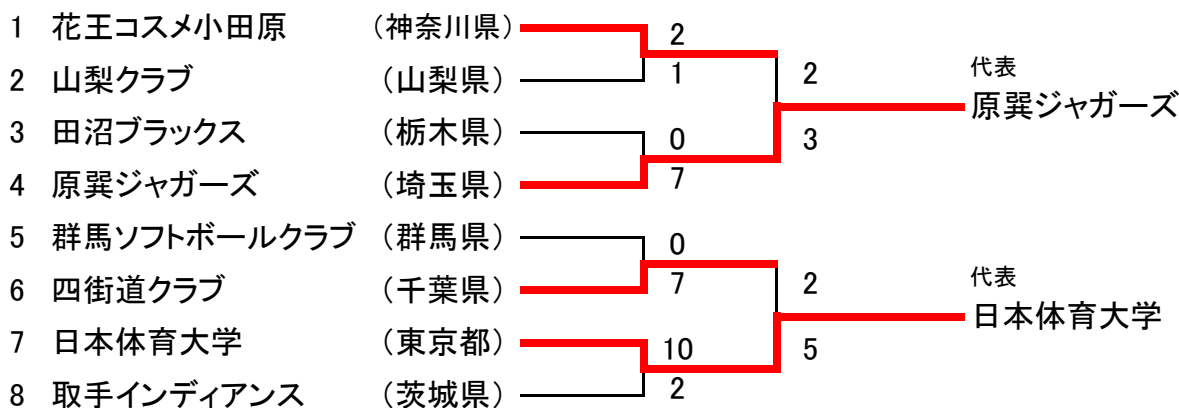 1 花王コスメ小田原 （神奈川県） 2
2 山梨クラブ （山梨県） 1
2 代表
原巽ジャガーズ
3 田沼ブラックス （栃木県） 0
3
4 原巽ジャガーズ （埼玉県） 7
5 群馬ソフトボールクラブ （群馬県） 0
6 四街道クラブ （千葉県） 7
2 代表
日本体育大学
7 日本体育大学 （東京都） 10
5
8 取手インディアンス （茨城県） 2